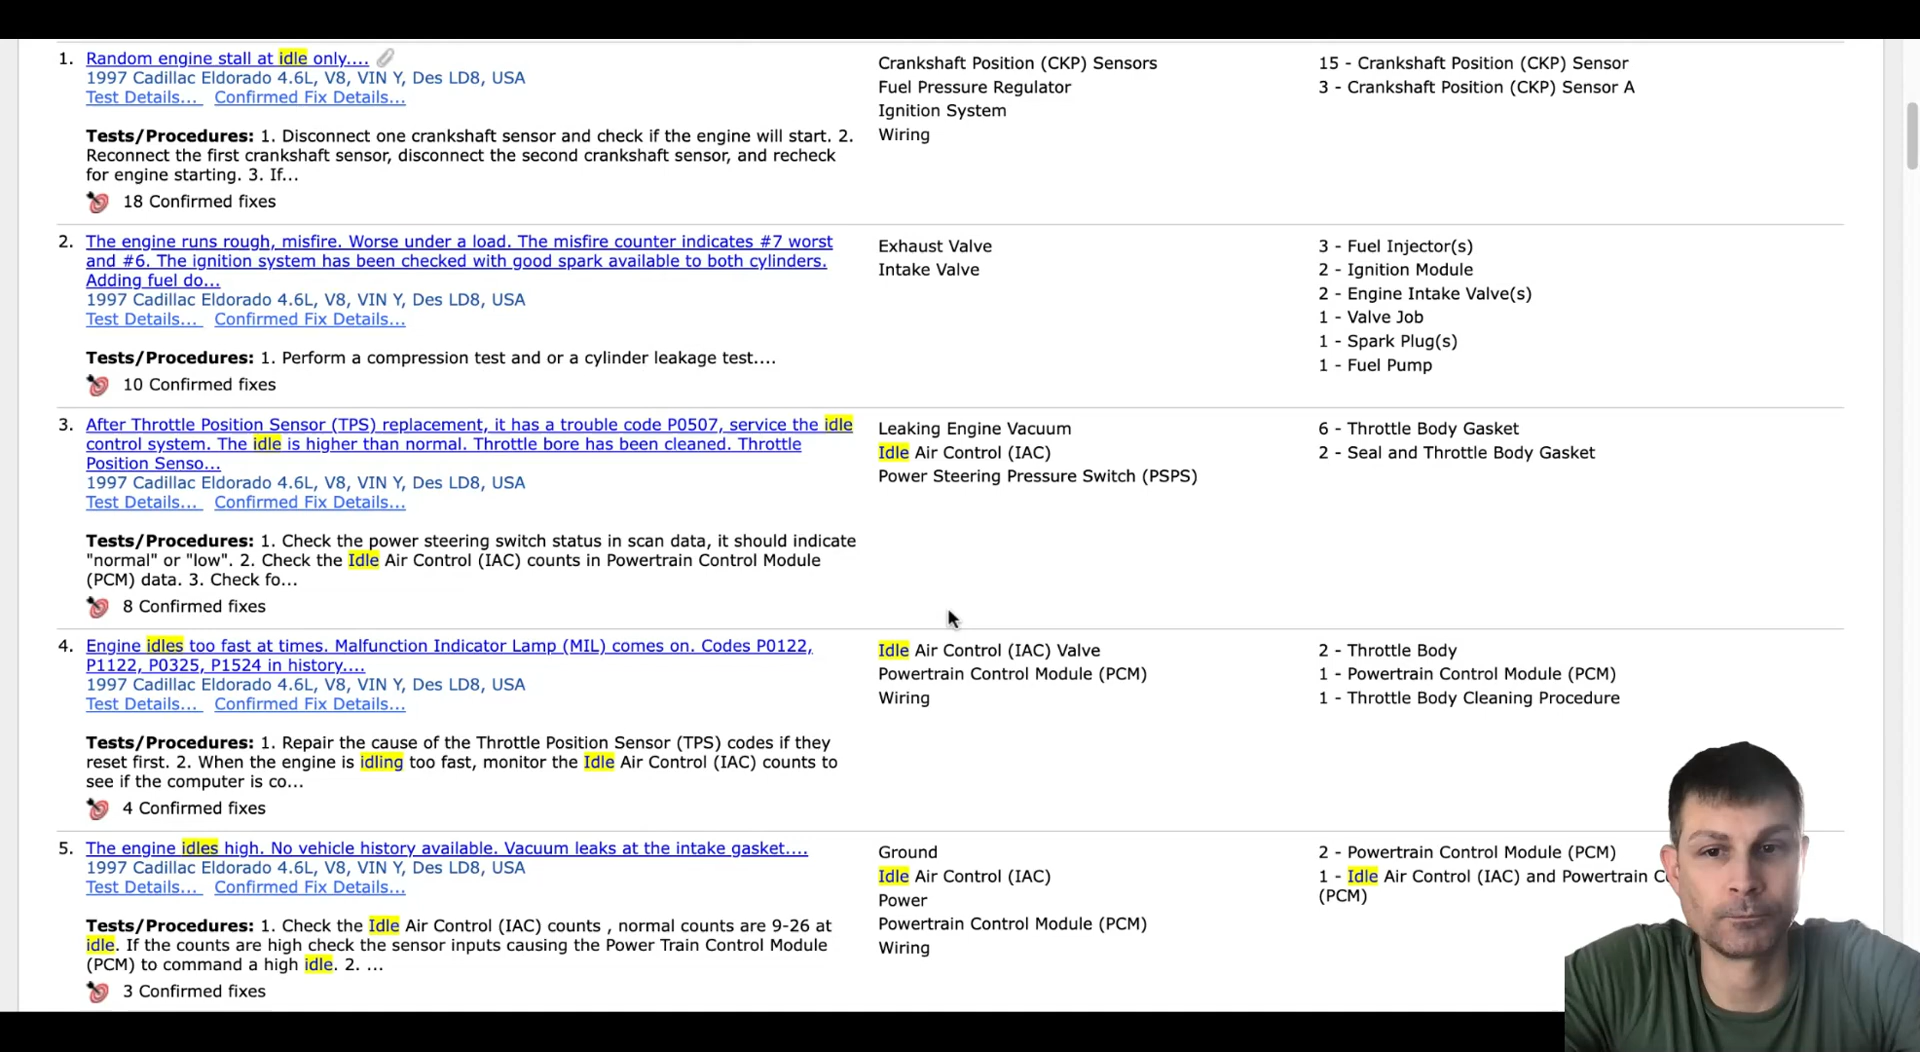 1. Random engine stall at idle only....
1997 Cadillac Eldorado 4.6L, V8, VIN Y, Des LD8, USA
Test Details... Confirmed Fix Details...
Tests/Procedures: 1. Disconnect one crankshaft sensor and check if the engine will start. 2.
Reconnect the first crankshaft sensor, disconnect the second crankshaft sensor, and recheck
for engine starting. 3. If...
18 Confirmed fixes
Crankshaft Position (CKP) Sensors
Fuel Pressure Regulator
Ignition System
Wiring
15 - Crankshaft Position (CKP) Sensor
3 - Crankshaft Position (CKP) Sensor A
2. The engine runs rough, misfire. Worse under a load. The misfire counter indicates #7 worst
and #6. The ignition system has been checked with good spark available to both cylinders.
Adding fuel do...
1997 Cadillac Eldorado 4.6L, V8, VIN Y, Des LD8, USA
Test Details... Confirmed Fix Details...
Tests/Procedures: 1. Perform a compression test and or a cylinder leakage test....
10 Confirmed fixes
Exhaust Valve
Intake Valve
3 - Fuel Injector(s)
2 - Ignition Module
2 - Engine Intake Valve(s)
1 - Valve Job
1 - Spark Plug(s)
1 - Fuel Pump
3. After Throttle Position Sensor (TPS) replacement, it has a trouble code P0507, service the idle
control system. The idle is higher than normal. Throttle bore has been cleaned. Throttle
Position Senso...
1997 Cadillac Eldorado 4.6L, V8, VIN Y, Des LD8, USA
Test Details... Confirmed Fix Details...
Tests/Procedures: 1. Check the power steering switch status in scan data, it should indicate
"normal" or "low". 2. Check the Idle Air Control (IAC) counts in Powertrain Control Module
(PCM) data. 3. Check fo...
8 Confirmed fixes
Leaking Engine Vacuum
Idle Air Control (IAC)
Power Steering Pressure Switch (PSPS)
6 - Throttle Body Gasket
2 - Seal and Throttle Body Gasket
4. Engine idles too fast at times. Malfunction Indicator Lamp (MIL) comes on. Codes P0122,
P1122, P0325, P1524 in history....
1997 Cadillac Eldorado 4.6L, V8, VIN Y, Des LD8, USA
Test Details... Confirmed Fix Details...
Tests/Procedures: 1. Repair the cause of the Throttle Position Sensor (TPS) codes if they
reset first. 2. When the engine is idling too fast, monitor the Idle Air Control (IAC) counts to
see if the computer is co...
4 Confirmed fixes
Idle Air Control (IAC) Valve
Powertrain Control Module (PCM)
Wiring
2 - Throttle Body
1 - Powertrain Control Module (PCM)
1 - Throttle Body Cleaning Procedure
5. The engine idles high. No vehicle history available. Vacuum leaks at the intake gasket....
1997 Cadillac Eldorado 4.6L, V8, VIN Y, Des LD8, USA
Test Details... Confirmed Fix Details...
Tests/Procedures: 1. Check the Idle Air Control (IAC) counts , normal counts are 9-26 at
idle. If the counts are high check the sensor inputs causing the Power Train Control Module
(PCM) to command a high idle. 2. ...
3 Confirmed fixes
Ground
Idle Air Control (IAC)
Power
Powertrain Control Module (PCM)
Wiring
2 - Powertrain Control Module (PCM)
1 - Idle Air Control (IAC) and Powertrain
(PCM)